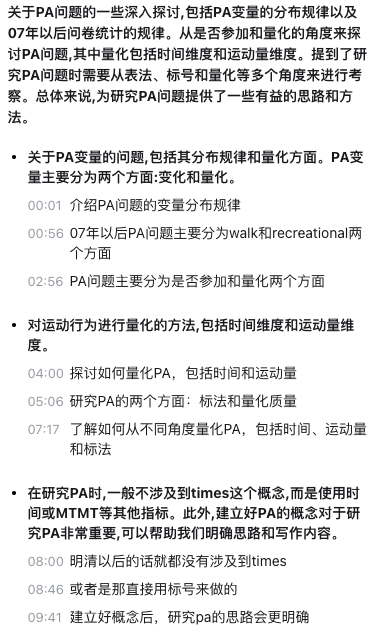 关于PA问题的一些深入探讨,包括PA变量的分布规律以及
07年以后问卷统计的规律。从是否参加和量化的角度来探
讨PA问题,其中量化包括时间维度和运动量维度。提到了研
究PA问题时需要从表法、标号和量化等多个角度来进行考
察。总体来说,为研究PA问题提供了一些有益的思路和方
法。
• 关于PA变量的问题,包括其分布规律和量化方面。PA变
量主要分为两个方面:变化和量化。
00:01 介绍PA问题的变量分布规律
00:56 07年以后PA问题主要分为walk和recreational两
个方面
02:56 PA问题主要分为是否参加和量化两个方面
• 对运动行为进行量化的方法,包括时间维度和运动量维
度。
04:00 探讨如何量化PA，包括时间和运动量
05:06 研究PA的两个方面：标法和量化质量
07:17 了解如何从不同角度量化PA，包括时间、运动量
和标法
• 在研究PA时,一般不涉及到times这个概念,而是使用时
间或MTMT等其他指标。此外,建立好PA的概念对于研
究PA非常重要,可以帮助我们明确思路和写作内容。
08:00 明清以后的话就都没有涉及到times
08:46 或者是那直接用标号来做的
09:41 建立好概念后，研究pa的思路会更明确